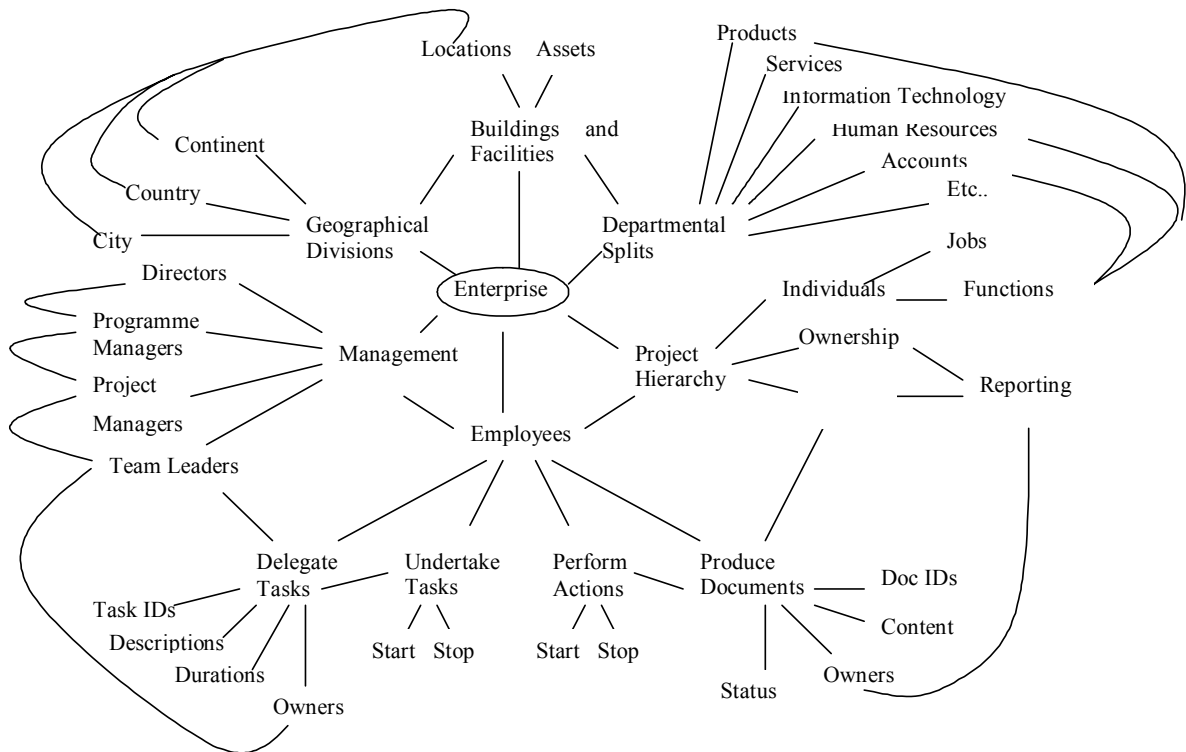 Locations Assets
Products
Services
Information Technology
Human Resources
Accounts
Etc..
Buildings and
Facilities
Continent
Country
City
Geographical
Divisions
Departmental
Splits
Jobs
Directors
Enterprise
Individuals
Functions
Programme
Managers
Ownership
Management
Project
Hierarchy
Project
Managers
Reporting
Employees
Team Leaders
Delegate
Tasks
Undertake
Tasks
Perform
Actions
Produce
Documents
Doc IDs
Task IDs
Descriptions
Durations
Owners
Start Stop
Start Stop
Content
Owners
Status